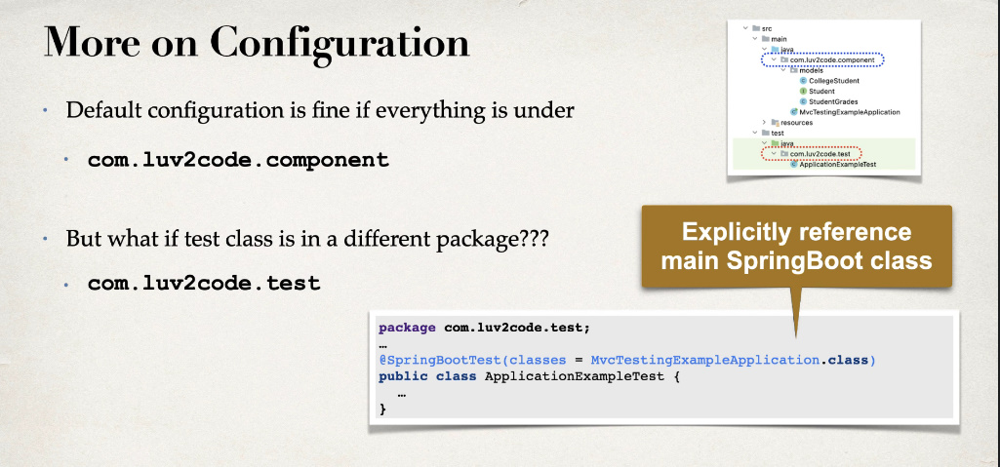 More on Configuration
• Default configuration is fine if everything is under
• com.luv2code.component
• But what if test class is in a different package???
• com.luv2code.test
src
main
java
com.luv2code.component
models
CollegeStudent
Student
StudentGrades
MvcTestingExampleApplication
resources
test
java
com.luv2code.test
ApplicationExampleTest
Explicitly reference
main SpringBoot class
package com.luv2code.test;
…
@SpringBootTest(classes = MvcTestingExampleApplication.class)
public class ApplicationExampleTest {
…
}